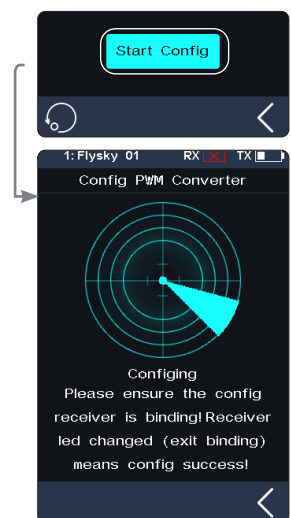 Start Config
1: Flysky 01 RX TX
Config PWM Converter
Configing
Please ensure the config
receiver is binding! Receiver
led changed (exit binding)
means config success!